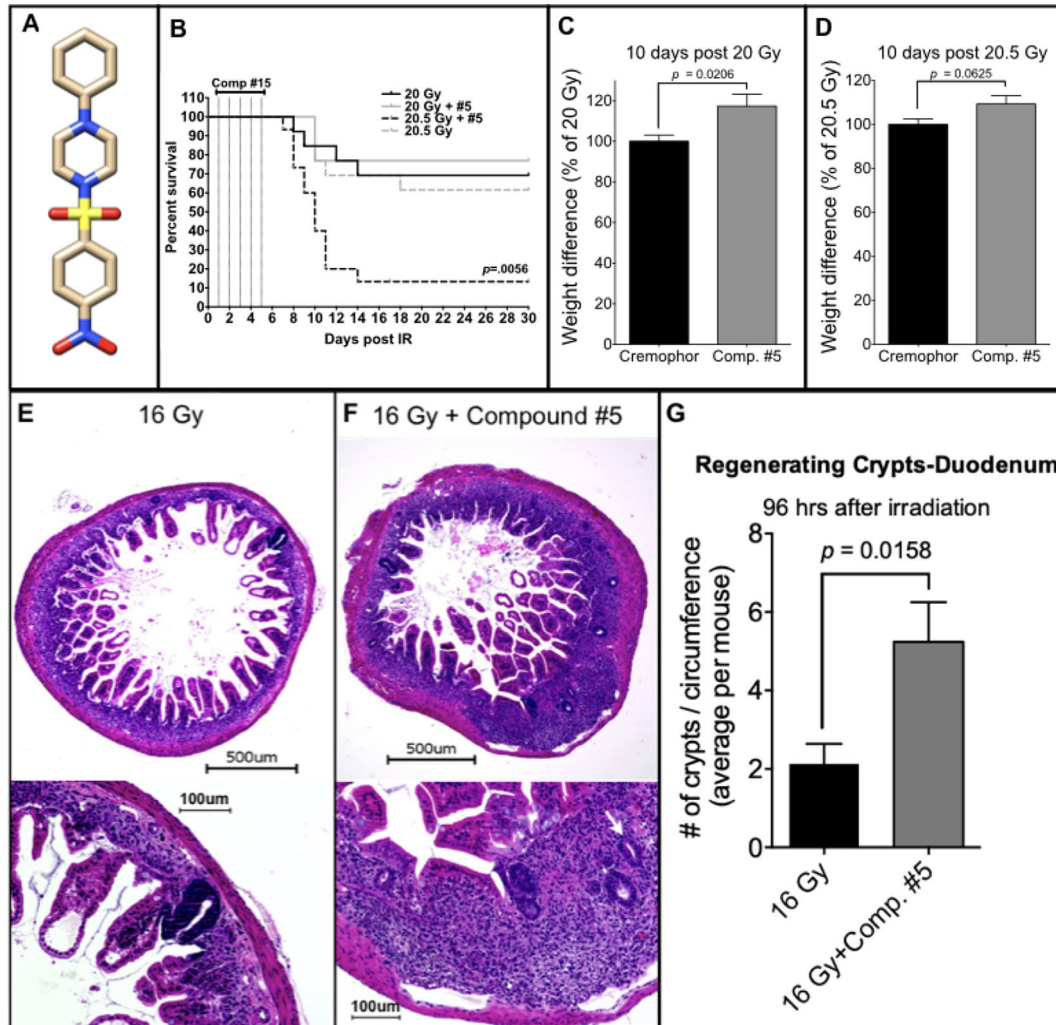 A
B
Comp #15
20 Gy
20 Gy + #5
20.5 Gy + #5
20.5 Gy
110
100
90
80
70
60
50
40
30
20
10
0
Percent survival
p=.0056
0 2 4 6 8 10 12 14 16 18 20 22 24 26 28 30
Days post IR
C
10 days post 20 Gy
p = 0.0206
Weight difference (% of 20 Gy)
120
100
80
60
40
20
0
Cremophor Comp. #5
D
10 days post 20.5 Gy
p = 0.0625
Weight difference (% of 20.5 Gy)
120
100
80
60
40
20
0
Cremophor Comp. #5
E
16 Gy
500um
100um
F
16 Gy + Compound #5
500um
100um
G
Regenerating Crypts-Duodenum
96 hrs after irradiation
p = 0.0158
# of crypts / circumference
(average per mouse)
8
6
4
2
0
16 Gy
16 Gy+Comp. #5